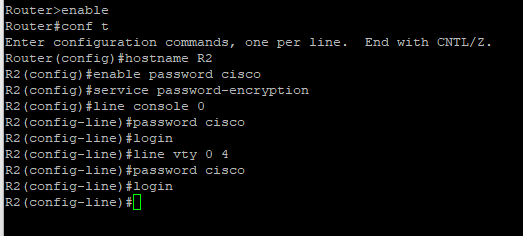 Router>enable
Router#conf t
Enter configuration commands, one per line.  End with CNTL/Z.
Router(config)#hostname R2
R2(config)#enable password cisco
R2(config)#service password-encryption
R2(config)#line console 0
R2(config-line)#password cisco
R2(config-line)#login
R2(config-line)#line vty 0 4
R2(config-line)#password cisco
R2(config-line)#login
R2(config-line)#